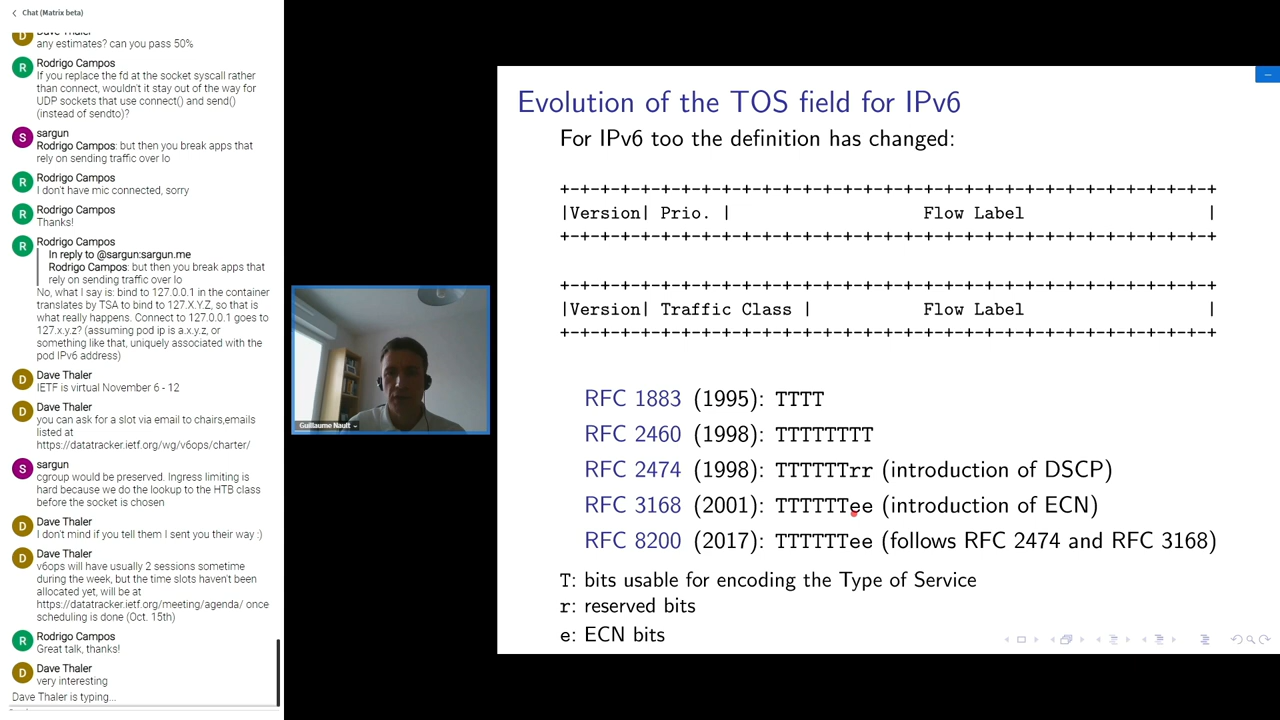 Chat (Matrix beta)
Dave Thaler
any estimates? can you pass 50%
Rodrigo Campos
If you replace the fd at the socket syscall rather
than connect, wouldn't it stay out of the way for
UDP sockets that use connect() and send()
(instead of sendto)?
sargun
Rodrigo Campos: but then you break apps that
rely on sending traffic over lo
Rodrigo Campos
I don't have mic connected, sorry
Rodrigo Campos
Thanks!
Rodrigo Campos
In reply to @sargun:sargun.me
Rodrigo Campos: but then you break apps that
rely on sending traffic over lo
No, what I say is: bind to 127.0.0.1 in the container
translates by TSA to bind to 127.X.Y.Z, so that is
what really happens. Connect to 127.0.0.1 goes to
127.x.y.z? (assuming pod ip is a.x.y.z, or
something like that, uniquely associated with the
pod IPv6 address)
Dave Thaler
IETF is virtual November 6 - 12
Dave Thaler
you can ask for a slot via email to chairs,emails
listed at
https://datatracker.ietf.org/wg/v6ops/charter/
sargun
cgroup would be preserved. Ingress limiting is
hard because we do the lookup to the HTB class
before the socket is chosen
Dave Thaler
I don't mind if you tell them I sent you their way :)
Dave Thaler
v6ops will have usually 2 sessions sometime
during the week, but the time slots haven't been
allocated yet, will be at
https://datatracker.ietf.org/meeting/agenda/ once
scheduling is done (Oct. 15th)
Rodrigo Campos
Great talk, thanks!
Dave Thaler
very interesting
Dave Thaler is typing...
Guillaume Nault
Evolution of the TOS field for IPv6
For IPv6 too the definition has changed:
+-+-+-+-+-+-+-+-+-+-+-+-+-+-+-+-+-+-+-+-+-+-+-+-+-+-+-+-+-+-+-+-+
|Version| Prio. |                   Flow Label                  |
+-+-+-+-+-+-+-+-+-+-+-+-+-+-+-+-+-+-+-+-+-+-+-+-+-+-+-+-+-+-+-+-+
+-+-+-+-+-+-+-+-+-+-+-+-+-+-+-+-+-+-+-+-+-+-+-+-+-+-+-+-+-+-+-+-+
|Version| Traffic Class |           Flow Label                  |
+-+-+-+-+-+-+-+-+-+-+-+-+-+-+-+-+-+-+-+-+-+-+-+-+-+-+-+-+-+-+-+-+
RFC 1883 (1995): TTTT
RFC 2460 (1998): TTTTTTTT
RFC 2474 (1998): TTTTTTrr (introduction of DSCP)
RFC 3168 (2001): TTTTTTee (introduction of ECN)
RFC 8200 (2017): TTTTTTee (follows RFC 2474 and RFC 3168)
T: bits usable for encoding the Type of Service
r: reserved bits
e: ECN bits